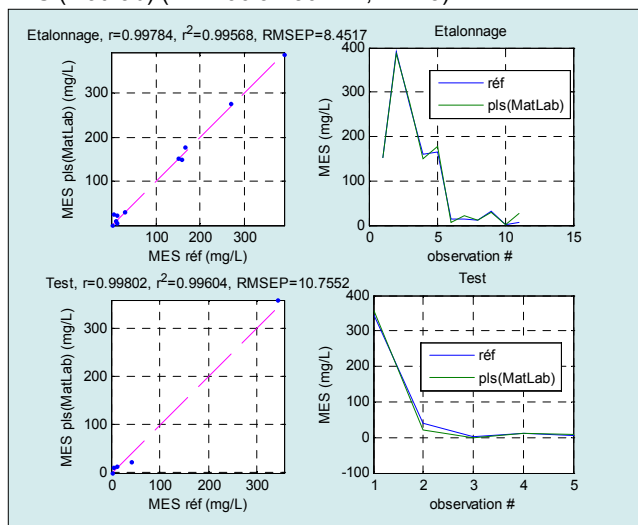 Etalonnage, r=0.99784, r²=0.99568, RMSEP=8.4517
MES pls(MatLab) (mg/L)
300
200
100
100 200 300
MES réf (mg/L)
Etalonnage
MES (mg/L)
400
300
200
100
0
0 5 10 15
observation #
réf
pls(MatLab)
Test, r=0.99802, r²=0.99604, RMSEP=10.7552
MES pls(MatLab) (mg/L)
300
200
100
0
0 100 200 300
MES réf (mg/L)
Test
MES (mg/L)
400
300
200
100
0
-100
1 2 3 4 5
observation #
réf
pls(MatLab)